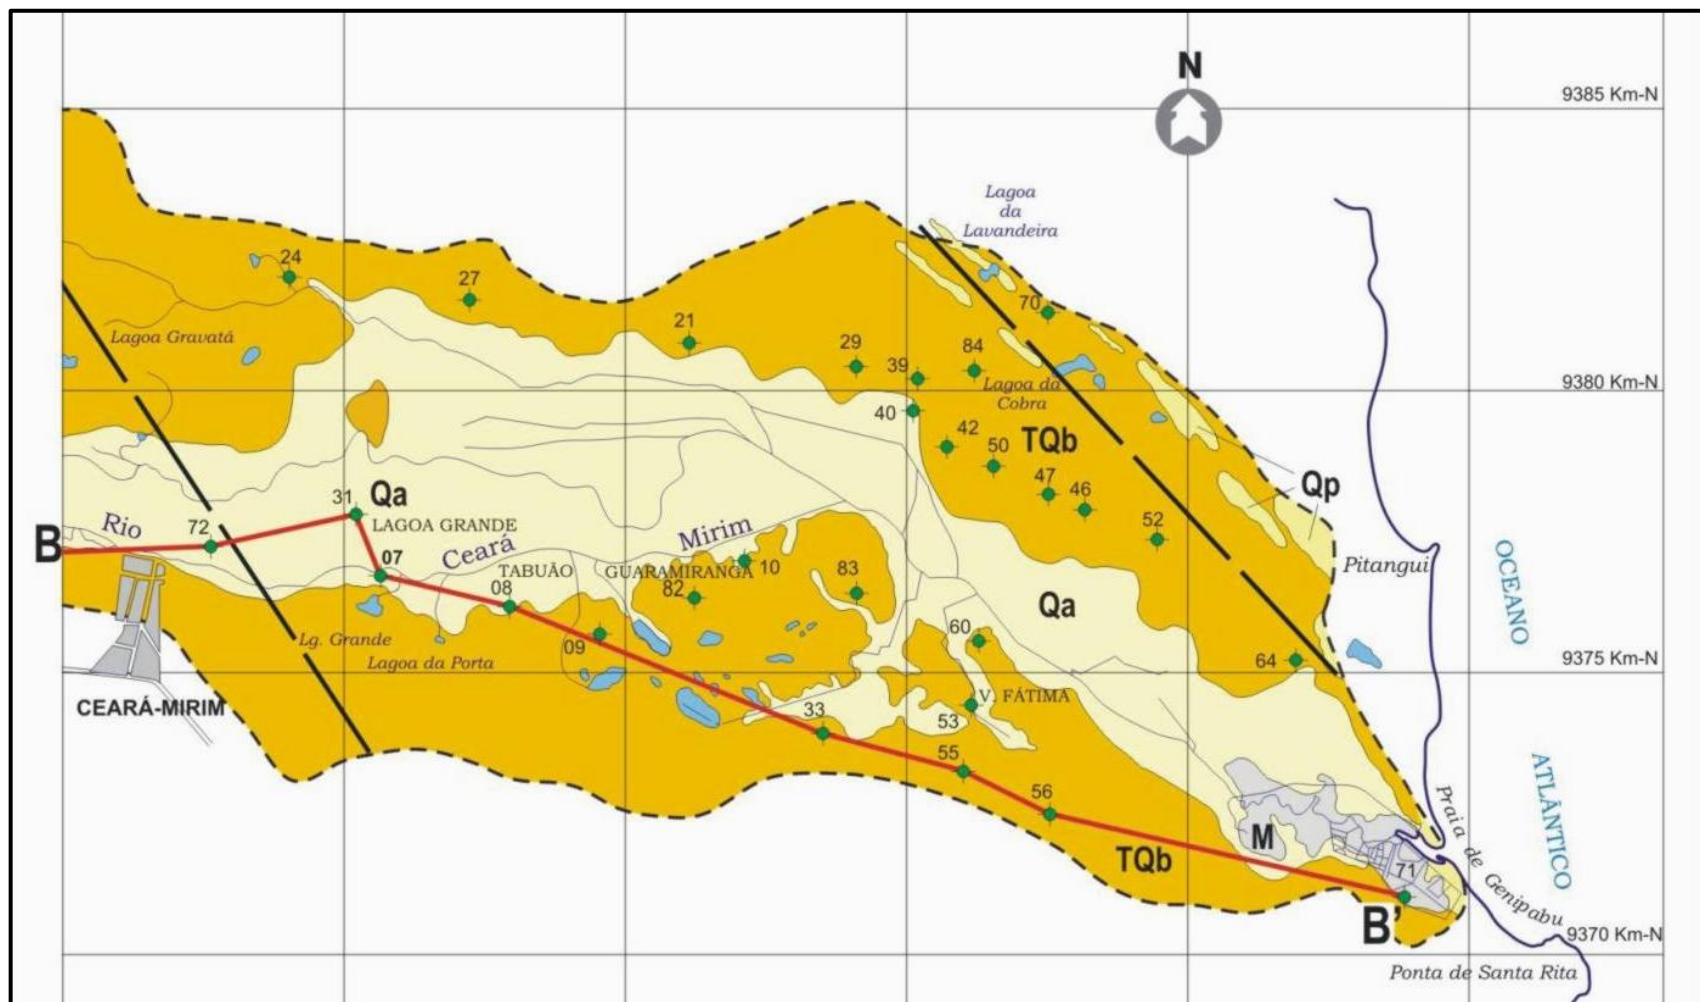 N
9385 Km-N
Lagoa
da
Lavandeira
24
27
70
21
Lagoa Gravatá
29
39
84
9380 Km-N
Lagoa da
Cobra
40
42
TQb
50
47
46
Qp
31
Qa
52
LAGOA GRANDE
Rio
72
Mirim
B
Ceará
Pitangui
OCEANO
07
TABUÃO
GUARAMIRANGA
10
83
08
82
Qa
Lg. Grande
09
60
Lagoa da Porta
64
9375 Km-N
V. FÁTIMA
CEARÁ-MIRIM
33
53
55
ATLÂNTICO
56
Praia de Genipabu
M
TQb
71
B'
9370 Km-N
Ponta de Santa Rita